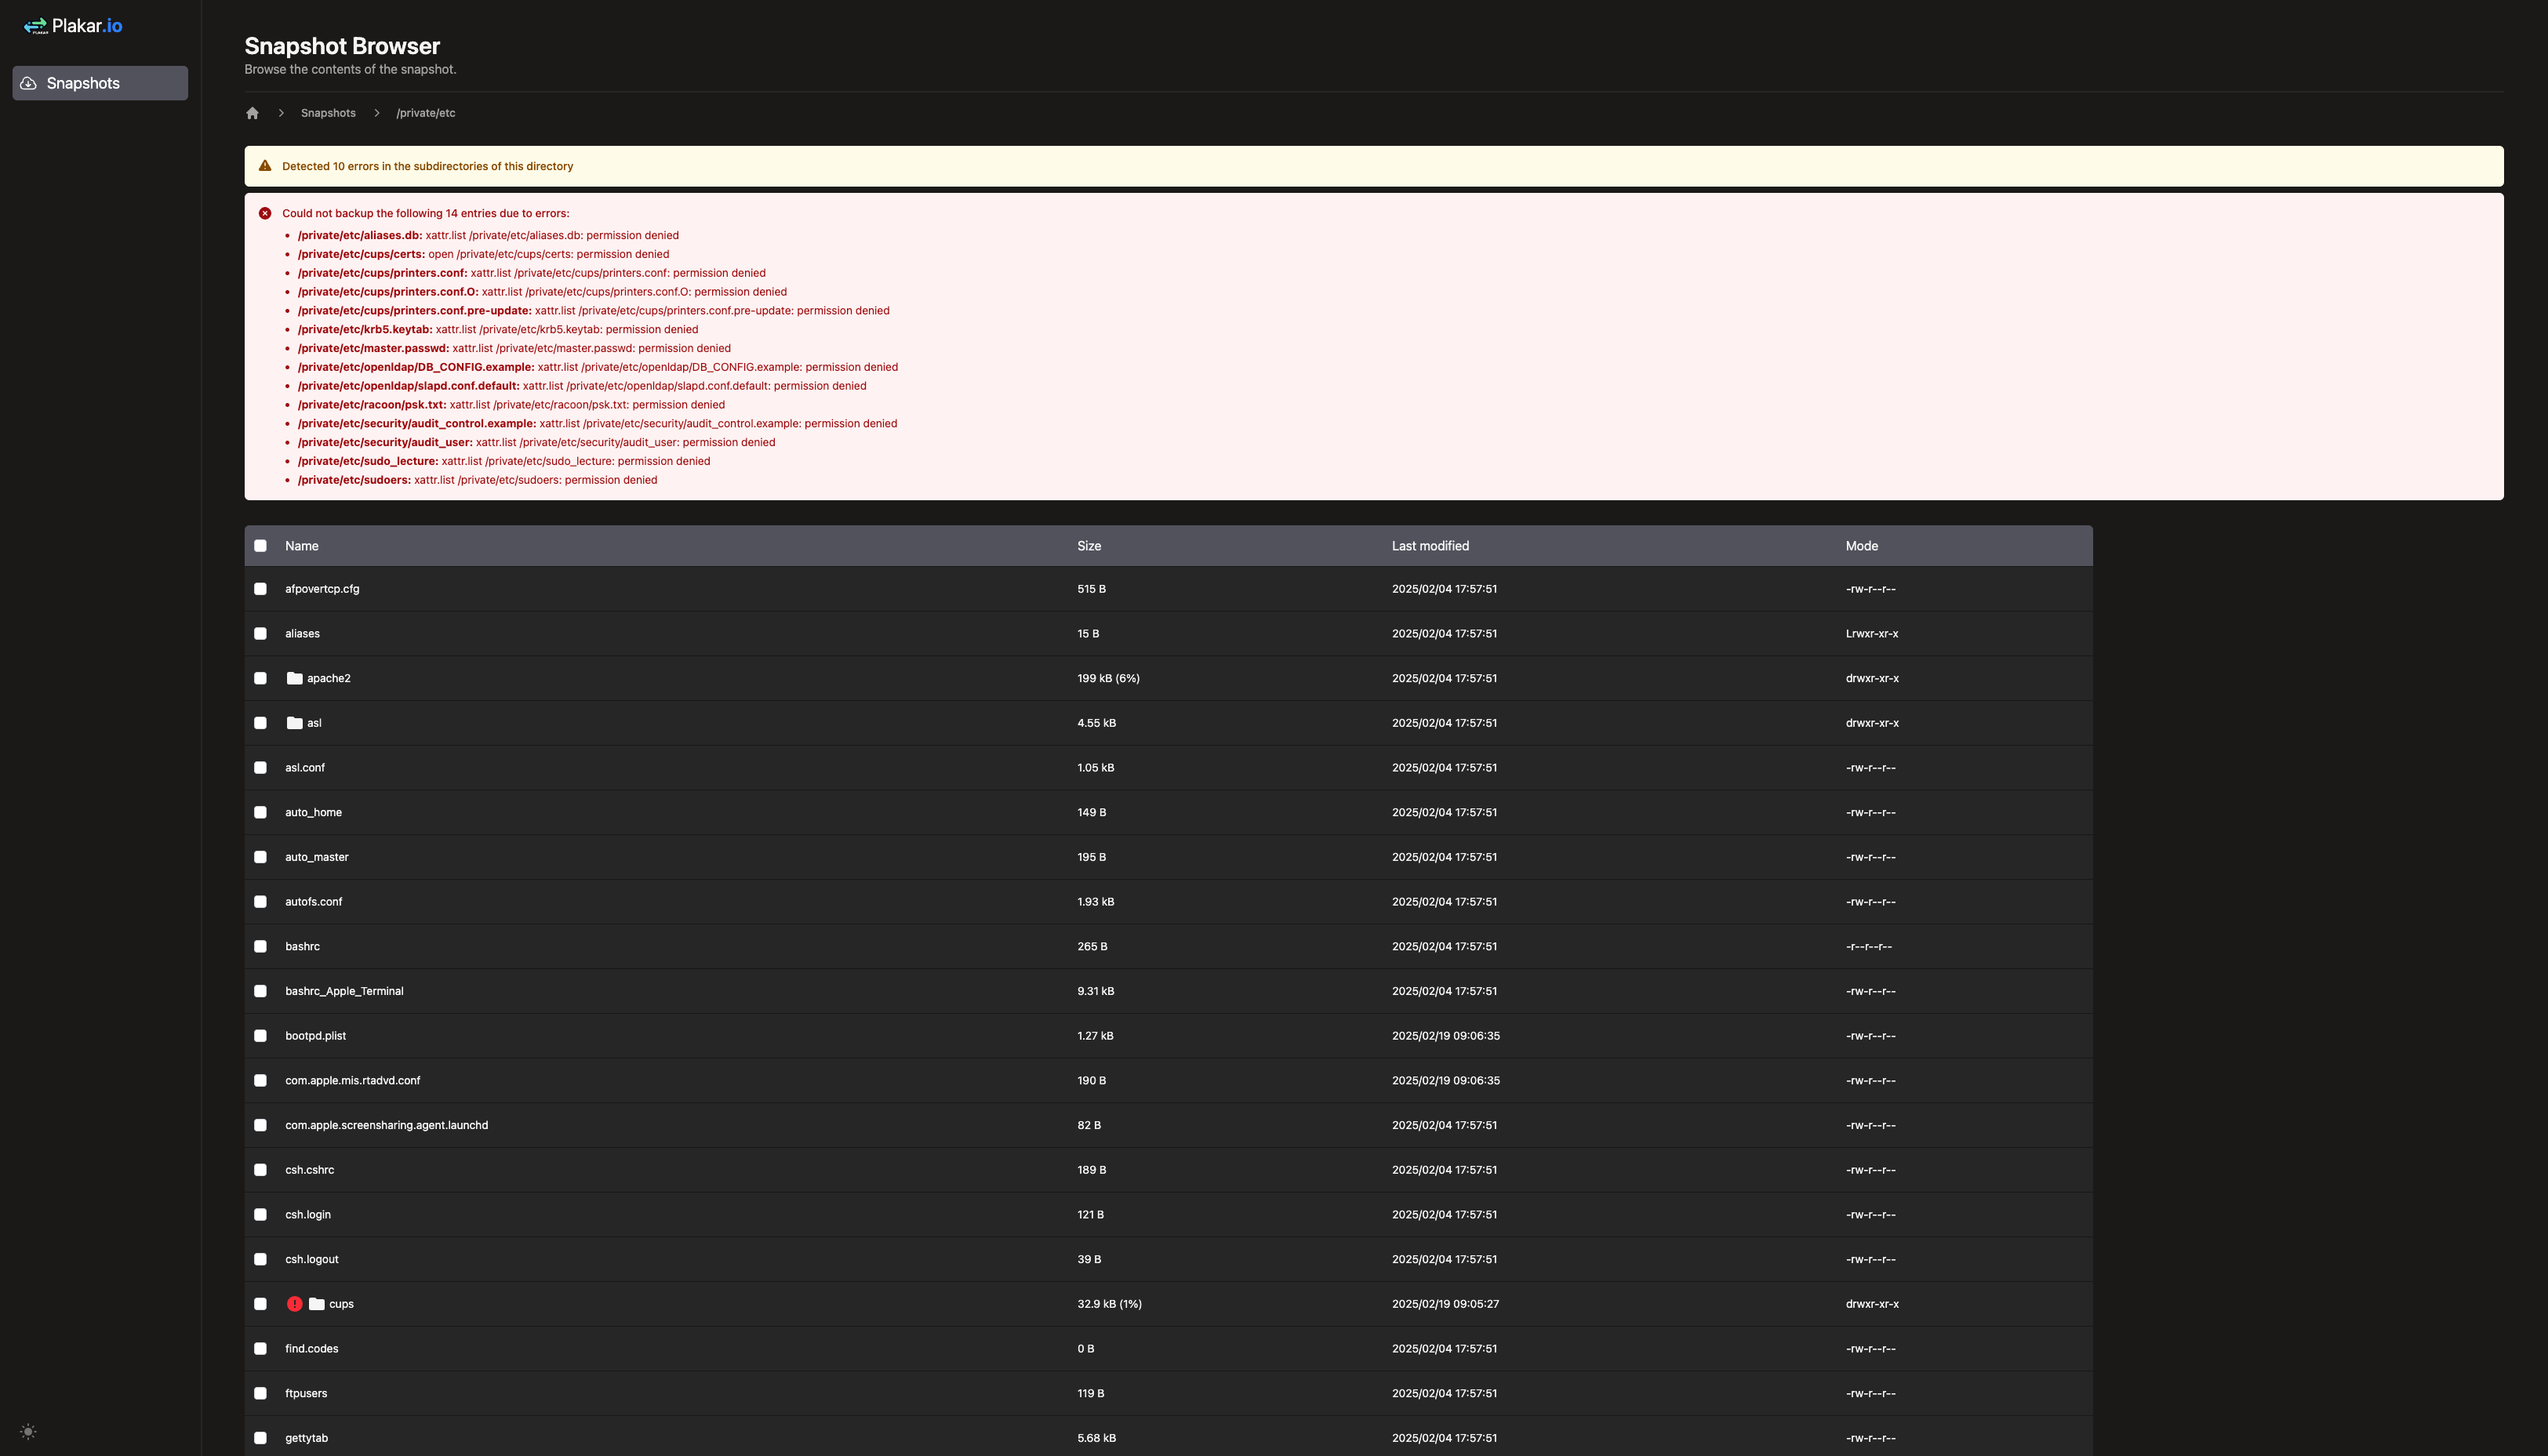 Plakar.io
Snapshots
Snapshot Browser
Browse the contents of the snapshot.
Snapshots > /private/etc
Detected 10 errors in the subdirectories of this directory
Could not backup the following 14 entries due to errors:
• /private/etc/aliases.db: xattr.list /private/etc/aliases.db: permission denied
• /private/etc/cups/certs: open /private/etc/cups/certs: permission denied
• /private/etc/cups/printers.conf: xattr.list /private/etc/cups/printers.conf: permission denied
• /private/etc/cups/printers.conf.O: xattr.list /private/etc/cups/printers.conf.O: permission denied
• /private/etc/cups/printers.conf.pre-update: xattr.list /private/etc/cups/printers.conf.pre-update: permission denied
• /private/etc/krb5.keytab: xattr.list /private/etc/krb5.keytab: permission denied
• /private/etc/master.passwd: xattr.list /private/etc/master.passwd: permission denied
• /private/etc/openldap/DB_CONFIG.example: xattr.list /private/etc/openldap/DB_CONFIG.example: permission denied
• /private/etc/openldap/slapd.conf.default: xattr.list /private/etc/openldap/slapd.conf.default: permission denied
• /private/etc/racoon/psk.txt: xattr.list /private/etc/racoon/psk.txt: permission denied
• /private/etc/security/audit_control.example: xattr.list /private/etc/security/audit_control.example: permission denied
• /private/etc/security/audit_user: xattr.list /private/etc/security/audit_user: permission denied
• /private/etc/sudo_lecture: xattr.list /private/etc/sudo_lecture: permission denied
• /private/etc/sudoers: xattr.list /private/etc/sudoers: permission denied
Name Size Last modified Mode
afpovertcp.cfg 515 B 2025/02/04 17:57:51 -rw-r--r--
aliases 15 B 2025/02/04 17:57:51 Lrwxr-xr-x
apache2 199 kB (6%) 2025/02/04 17:57:51 drwxr-xr-x
asl 4.55 kB 2025/02/04 17:57:51 drwxr-xr-x
asl.conf 1.05 kB 2025/02/04 17:57:51 -rw-r--r--
auto_home 149 B 2025/02/04 17:57:51 -rw-r--r--
auto_master 195 B 2025/02/04 17:57:51 -rw-r--r--
autofs.conf 1.93 kB 2025/02/04 17:57:51 -rw-r--r--
bashrc 265 B 2025/02/04 17:57:51 -r--r--r--
bashrc_Apple_Terminal 9.31 kB 2025/02/04 17:57:51 -rw-r--r--
bootpd.plist 1.27 kB 2025/02/19 09:06:35 -rw-r--r--
com.apple.mis.rtadvd.conf 190 B 2025/02/19 09:06:35 -rw-r--r--
com.apple.screensharing.agent.launchd 82 B 2025/02/04 17:57:51 -rw-r--r--
csh.cshrc 189 B 2025/02/04 17:57:51 -rw-r--r--
csh.login 121 B 2025/02/04 17:57:51 -rw-r--r--
csh.logout 39 B 2025/02/04 17:57:51 -rw-r--r--
cups 32.9 kB (1%) 2025/02/19 09:05:27 drwxr-xr-x
find.codes 0 B 2025/02/04 17:57:51 -rw-r--r--
ftpusers 119 B 2025/02/04 17:57:51 -rw-r--r--
gettytab 5.68 kB 2025/02/04 17:57:51 -rw-r--r--